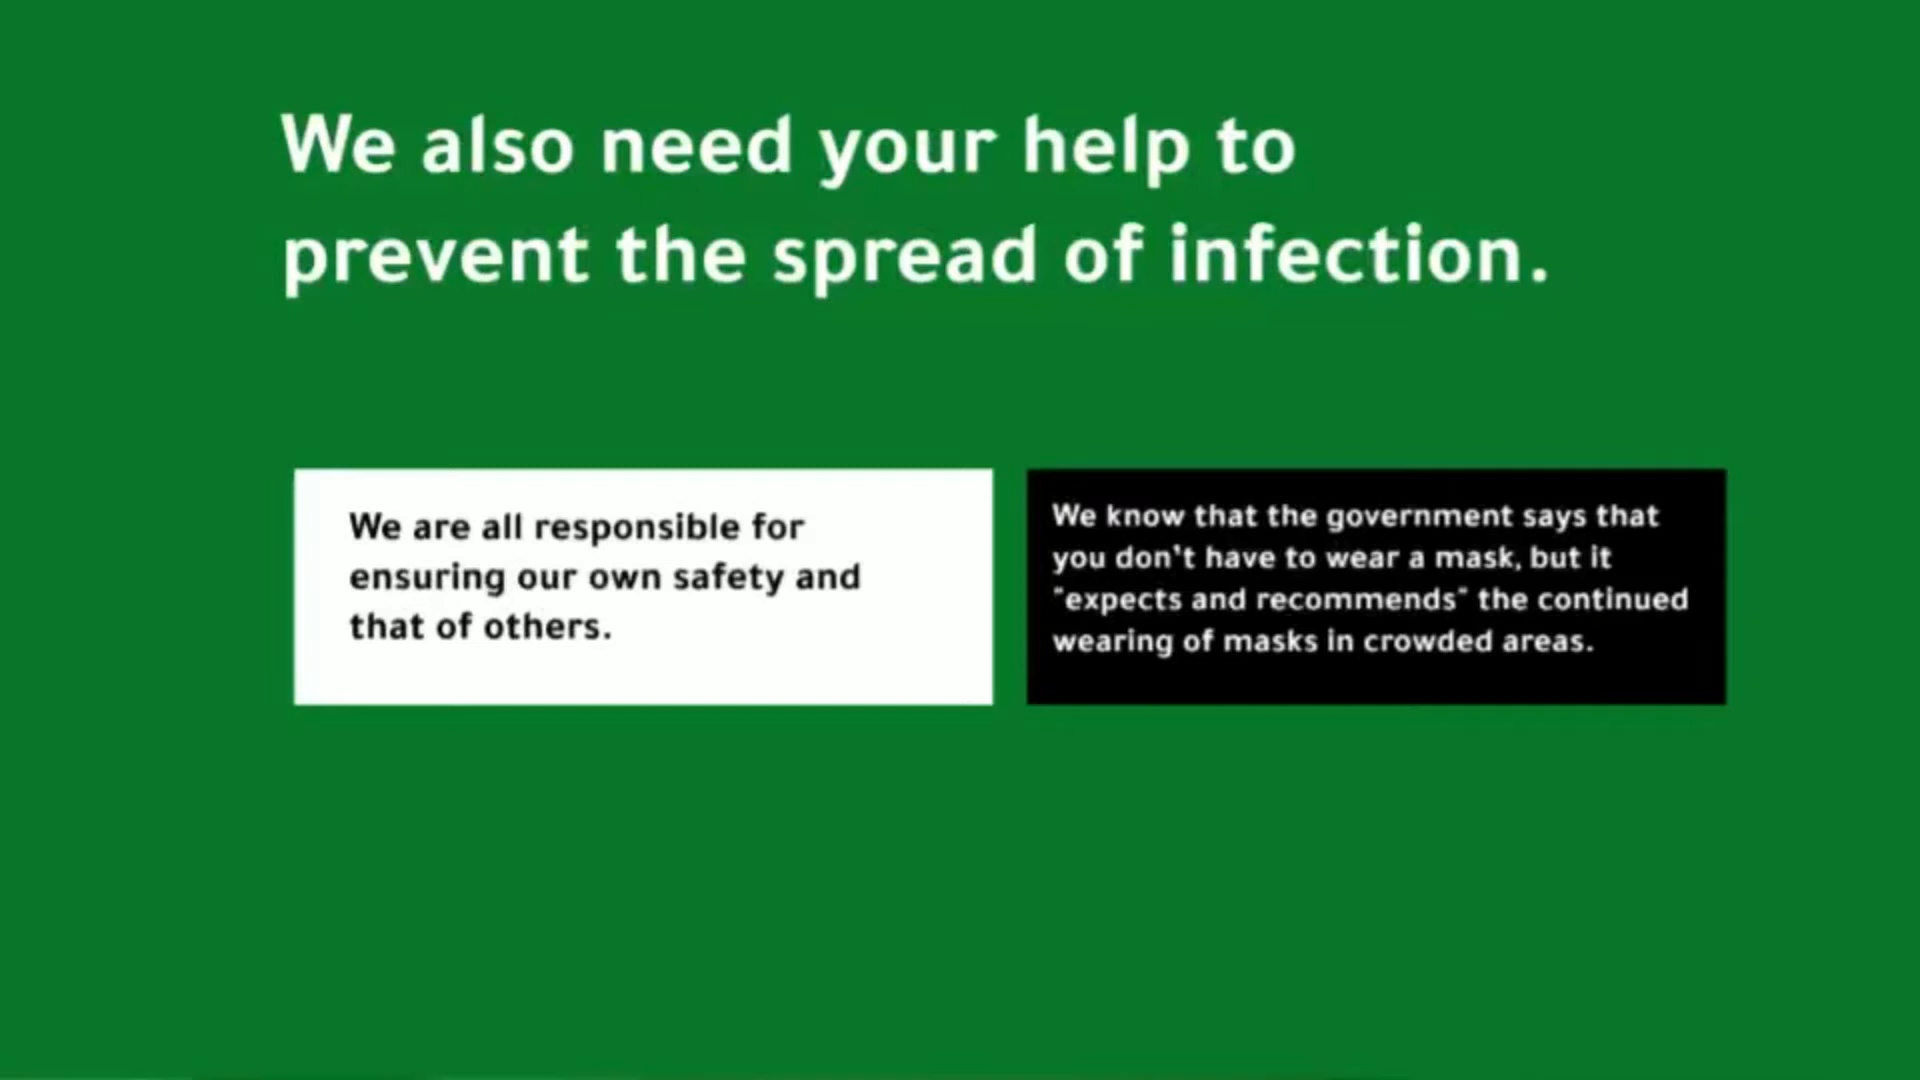 We also need your help to
prevent the spread of infection.
We are all responsible for
ensuring our own safety and
that of others.
We know that the government says that
you don't have to wear a mask, but it
"expects and recommends" the continued
wearing of masks in crowded areas.